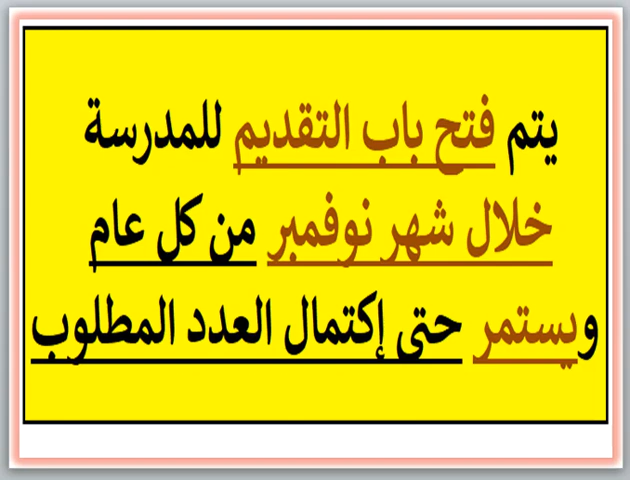 يتم فتح باب التقديم للمدرسة
خلال شهر نوفمبر من كل عام
ويستمر حتى إكتمال العدد المطلوب